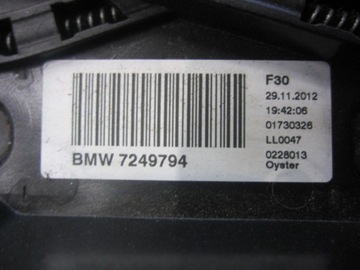 F30
29.11.2012
19:42:06
01730326
LL0047
BMW 7249794
0228013
Oyster